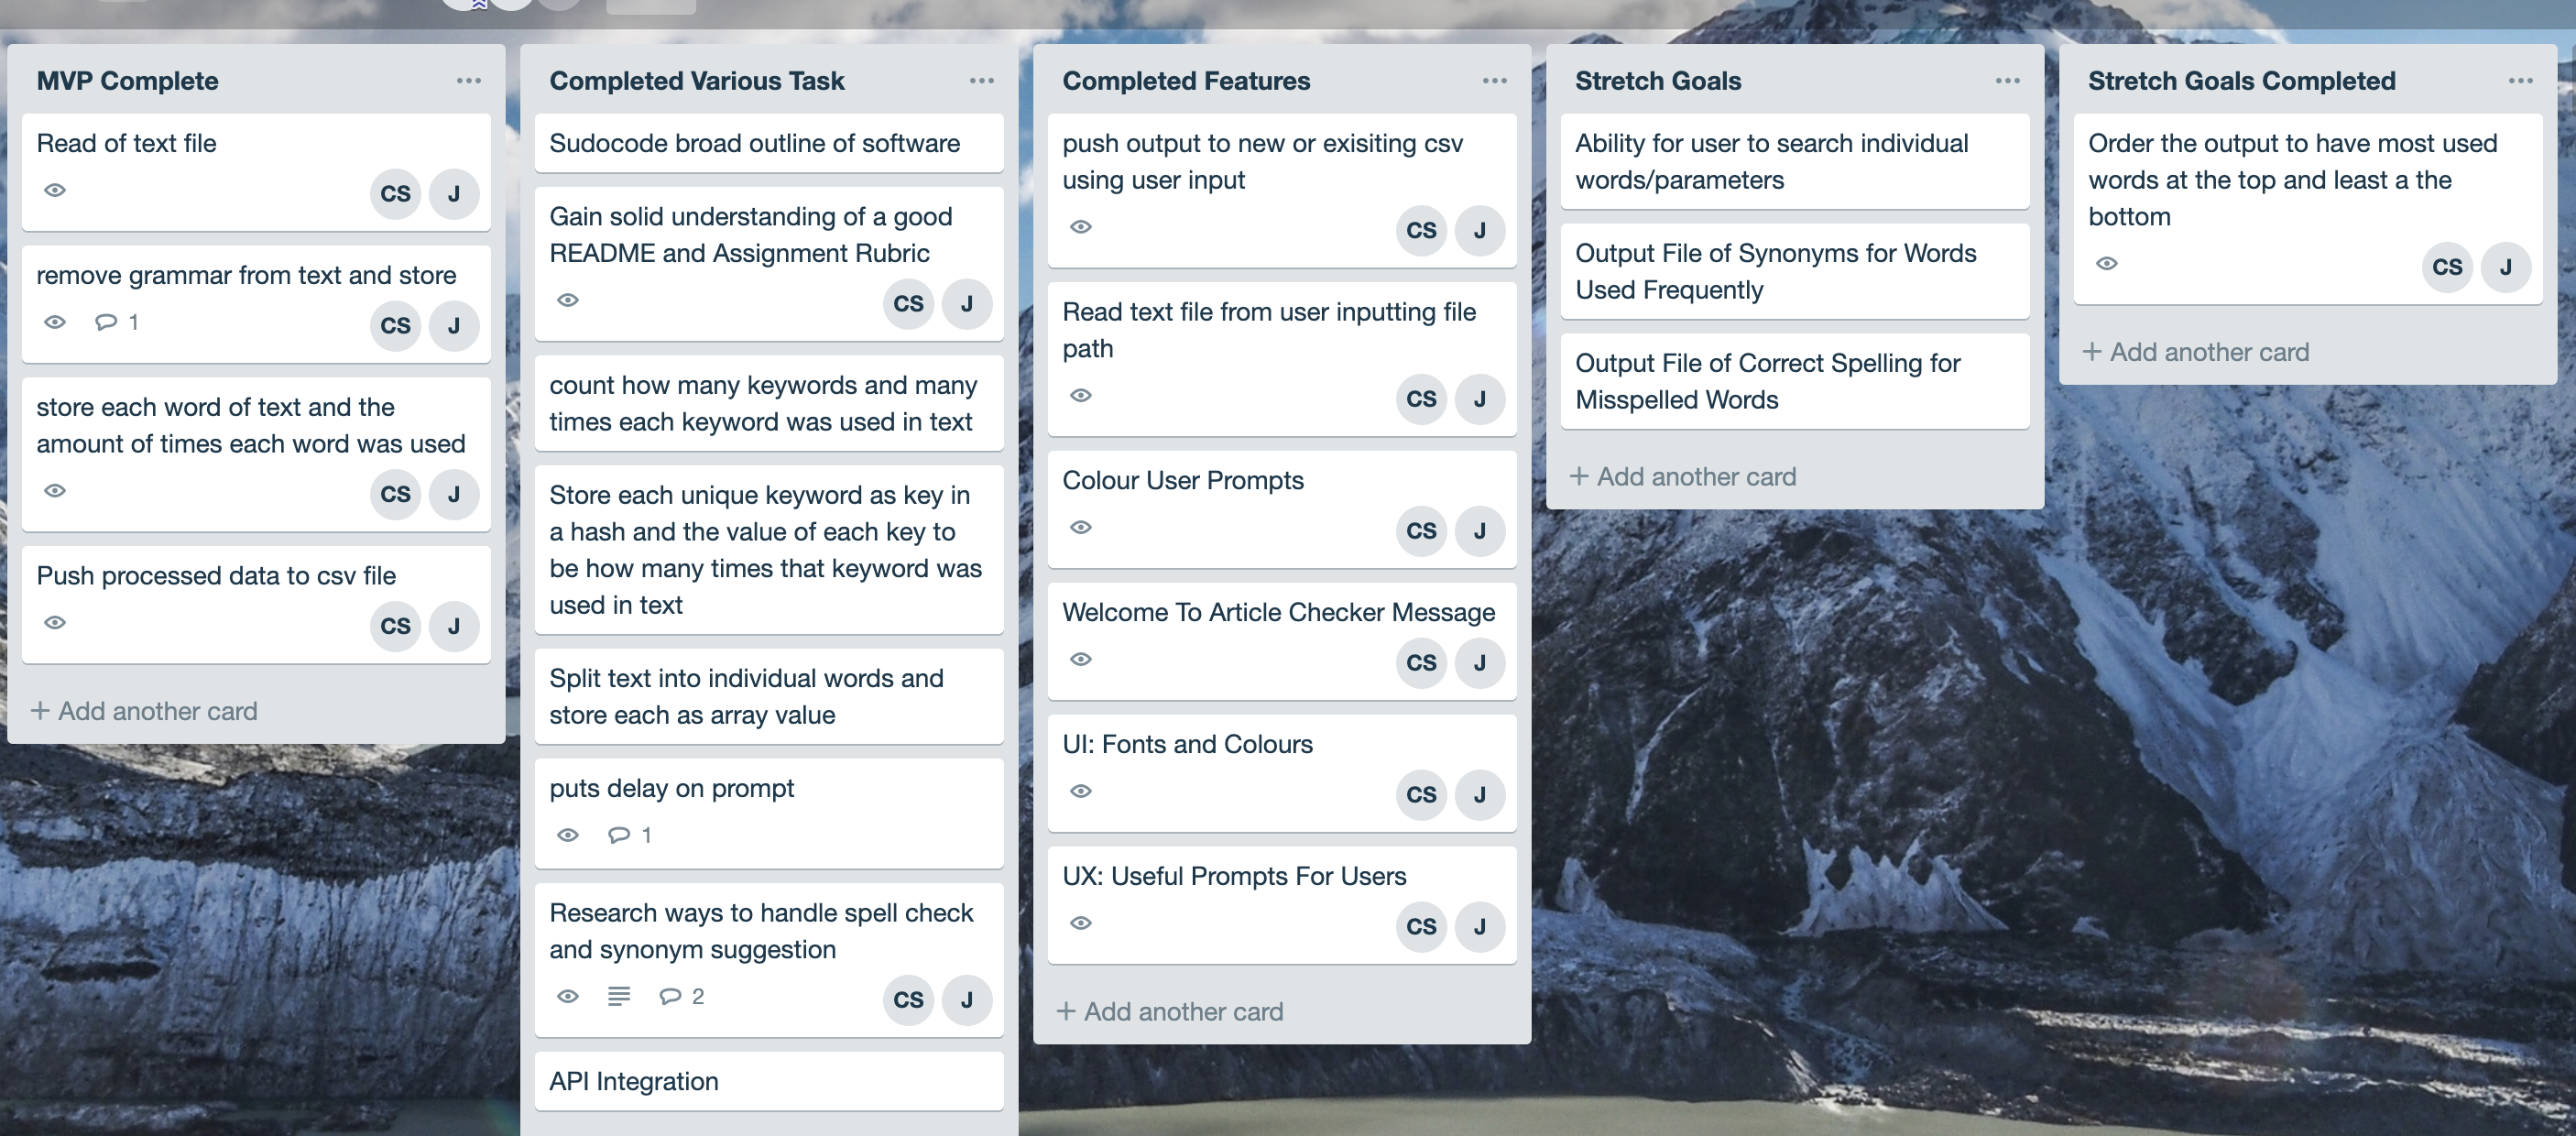 MVP Complete
Read of text file
CS J
remove grammar from text and store
1 CS J
store each word of text and the
amount of times each word was used
CS J
Push processed data to csv file
CS J
+ Add another card
Completed Various Task
Sudocode broad outline of software
Gain solid understanding of a good
README and Assignment Rubric
CS J
count how many keywords and many
times each keyword was used in text
Store each unique keyword as key in
a hash and the value of each key to
be how many times that keyword was
used in text
Split text into individual words and
store each as array value
puts delay on prompt
1
Research ways to handle spell check
and synonym suggestion
2 CS J
API Integration
Completed Features
push output to new or exisiting csv
using user input
CS J
Read text file from user inputting file
path
CS J
Colour User Prompts
CS J
Welcome To Article Checker Message
CS J
UI: Fonts and Colours
CS J
UX: Useful Prompts For Users
CS J
+ Add another card
Stretch Goals
Ability for user to search individual
words/parameters
Output File of Synonyms for Words
Used Frequently
Output File of Correct Spelling for
Misspelled Words
+ Add another card
Stretch Goals Completed
Order the output to have most used
words at the top and least a the
bottom
CS J
+ Add another card